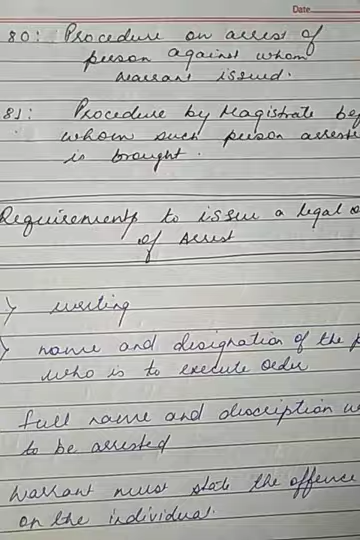 Date
80: Procedure on arrest of
person against whom
warrant issued.
81: Procedure by Magistrate bef
whom such person arreste
is brought.
Requirements to issue a legal o
of Arrest
writing
name and designation of the p
who is to execute order
full name and discription
to be arrested
Warrant must state the offence
on the individual.